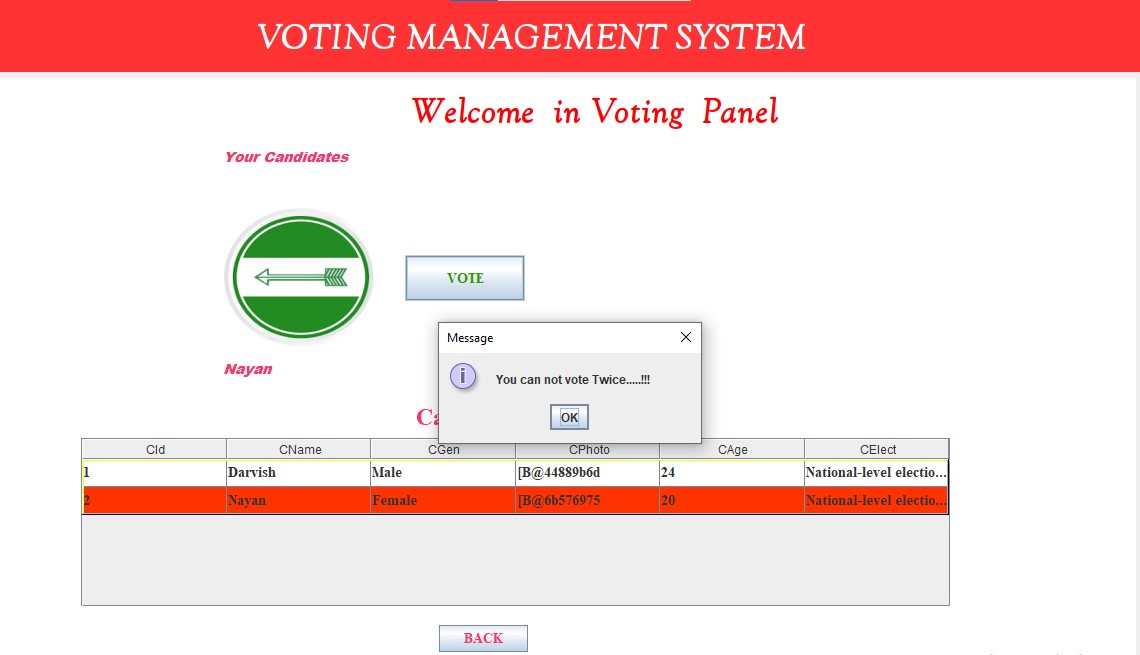 VOTING MANAGEMENT SYSTEM
Welcome in Voting Panel
Your Candidates
VOTE
Message
You can not vote Twice.....!!!
OK
Nayan
CId CName CGen CPhoto CAge CElect
1 Darvish Male [B@44889b6d 24 National-level electio...
2 Nayan Female [B@6b576975 20 National-level electio...
BACK